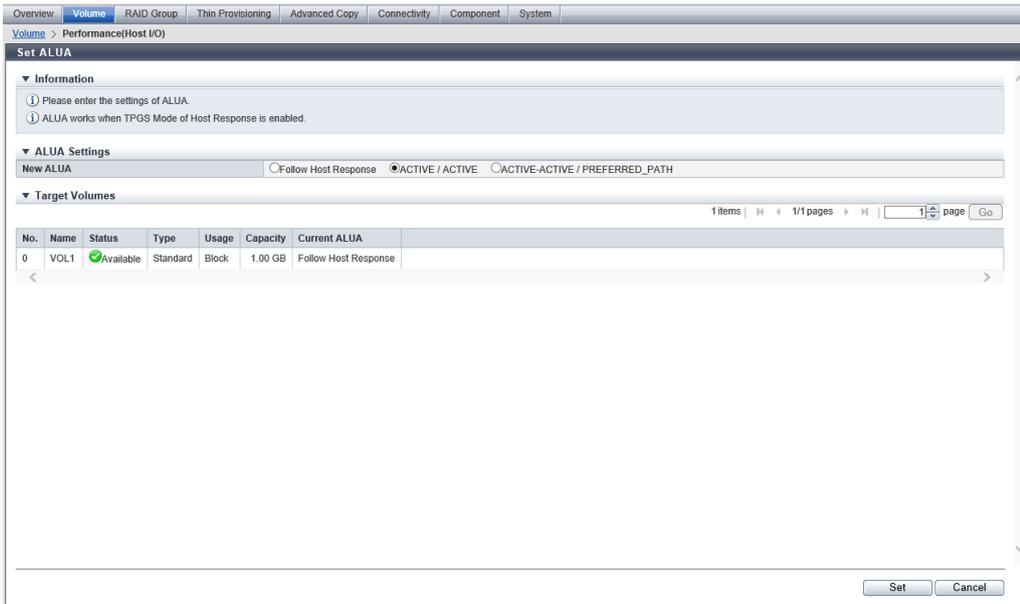 Overview Volume RAID Group Thin Provisioning Advanced Copy Connectivity Component System
Volume > Performance(Host I/O)
Set ALUA
Information
Please enter the settings of ALUA.
ALUA works when TPGS Mode of Host Response is enabled.
ALUA Settings
New ALUA Follow Host Response ACTIVE / ACTIVE ACTIVE-ACTIVE / PREFERRED_PATH
Target Volumes
1 items 1/1 pages 1 page Go
No. Name Status Type Usage Capacity Current ALUA
0 VOL1 Available Standard Block 1.00 GB Follow Host Response
Set Cancel